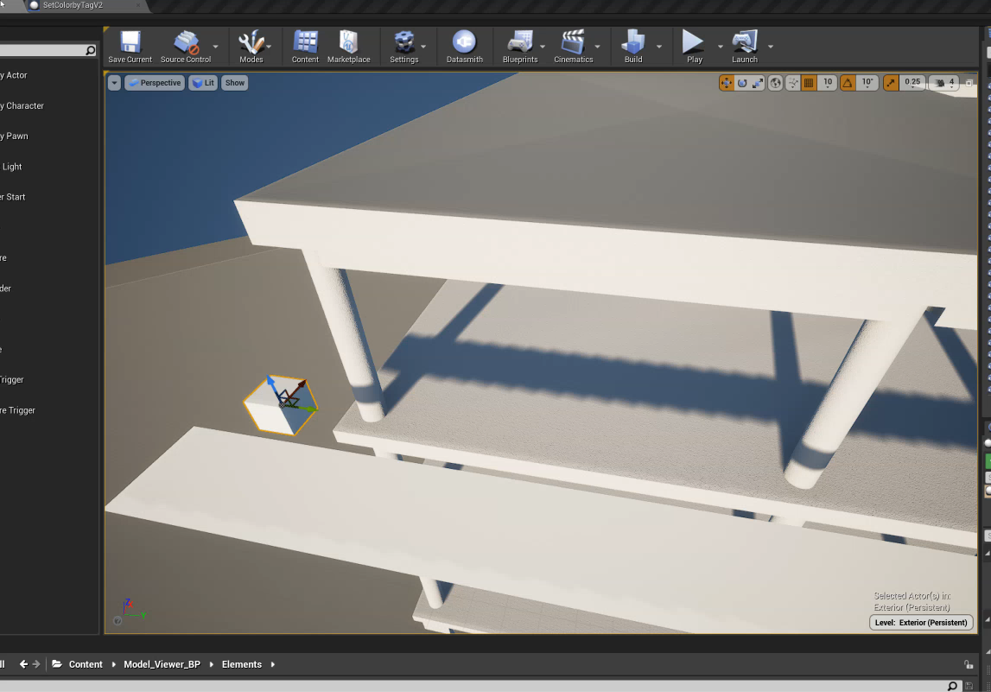 SetColorbyTagV2
Save Current
Source Control
Modes
Content
Marketplace
Settings
Datasmith
Blueprints
Cinematics
Build
Play
Launch
Perspective
Lit
Show
10
10°
0.25
4
y Actor
y Character
y Pawn
Light
er Start
re
der
e
Trigger
re Trigger
Z
Y
Selected Actor(s) in:
Exterior (Persistent)
Level: Exterior (Persistent)
ll
Content
Model_Viewer_BP
Elements